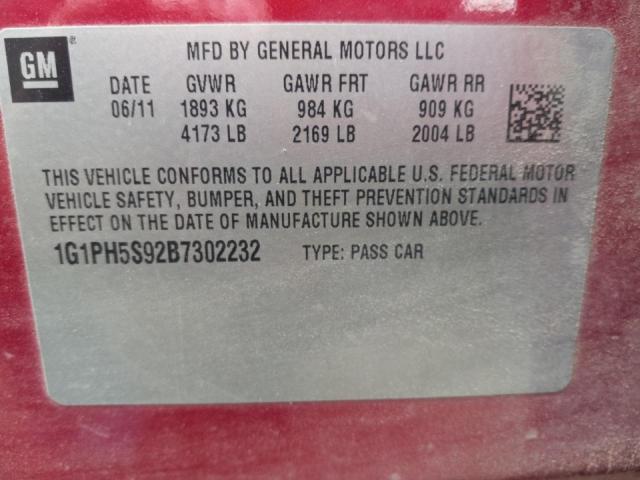 GM
MFD BY GENERAL MOTORS LLC
DATE GVWR GAWR FRT GAWR RR
06/11 1893 KG 984 KG 909 KG
4173 LB 2169 LB 2004 LB
THIS VEHICLE CONFORMS TO ALL APPLICABLE U.S. FEDERAL MOTOR
VEHICLE SAFETY, BUMPER, AND THEFT PREVENTION STANDARDS IN
EFFECT ON THE DATE OF MANUFACTURE SHOWN ABOVE.
1G1PH5S92B7302232 TYPE: PASS CAR